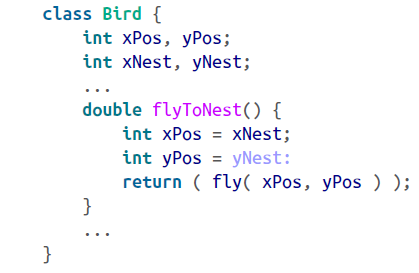 class Bird {
    int xPos, yPos;
    int xNest, yNest;
    ...
    double flyToNest() {
        int xPos = xNest;
        int yPos = yNest:
        return ( fly( xPos, yPos ) );
    }
    ...
}